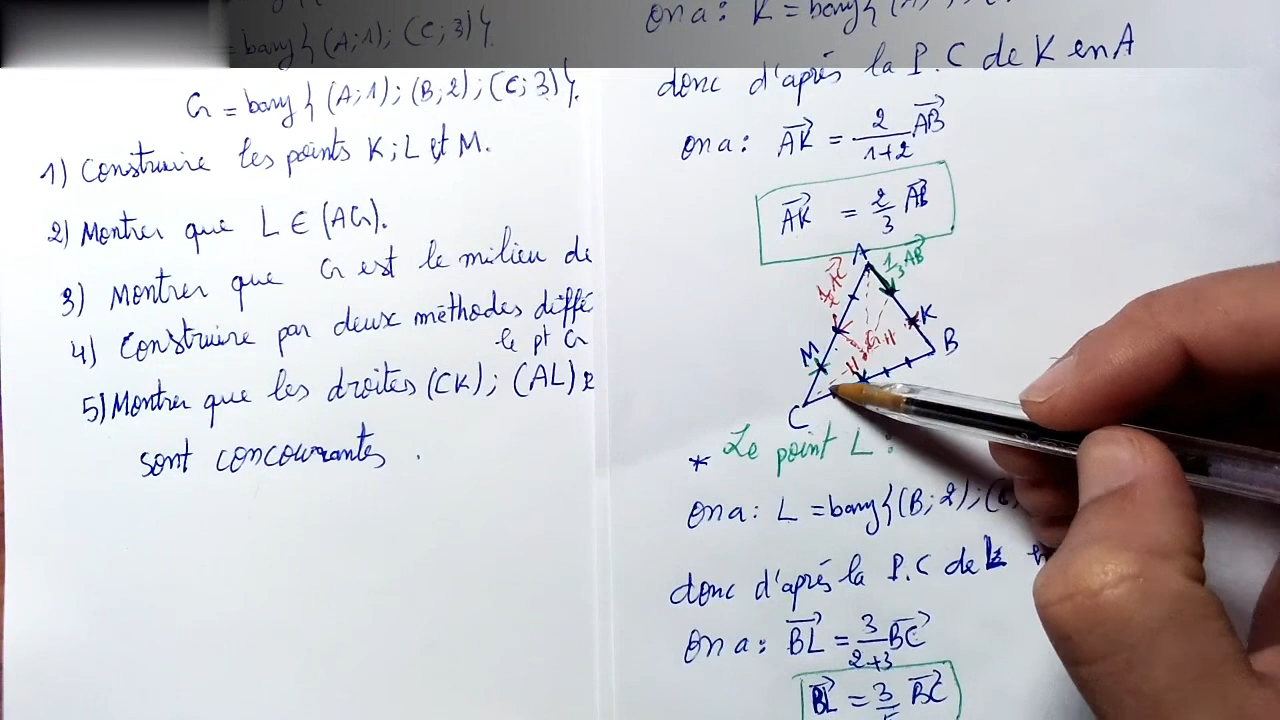 = bary { (A;1) ; (C;3) }.
G = bary { (A;1) ; (B;2) ; (C;3) }.
1) Construire les points K; L et M.
2) Montrer que L ∈ (AG).
3) Montrer que G est le milieu de
4) Construire par deux méthodes diffé
le pt G
5) Montrer que les droites (CK) ; (AL)
sont concourantes .
on a : K = bary {
donc d'après la P.C de K en A
on a : →AK = 2/1+2 →AB
→AK = 2/3 →AB
A
1/2 →AC
1/3 →AB
K
M
G
B
C
* Le point L :
on a : L = bary { (B; 2) ;
donc d'après la P.C de L
on a : →BL = 3/2+3 →BC
→BL = 3/5 →BC